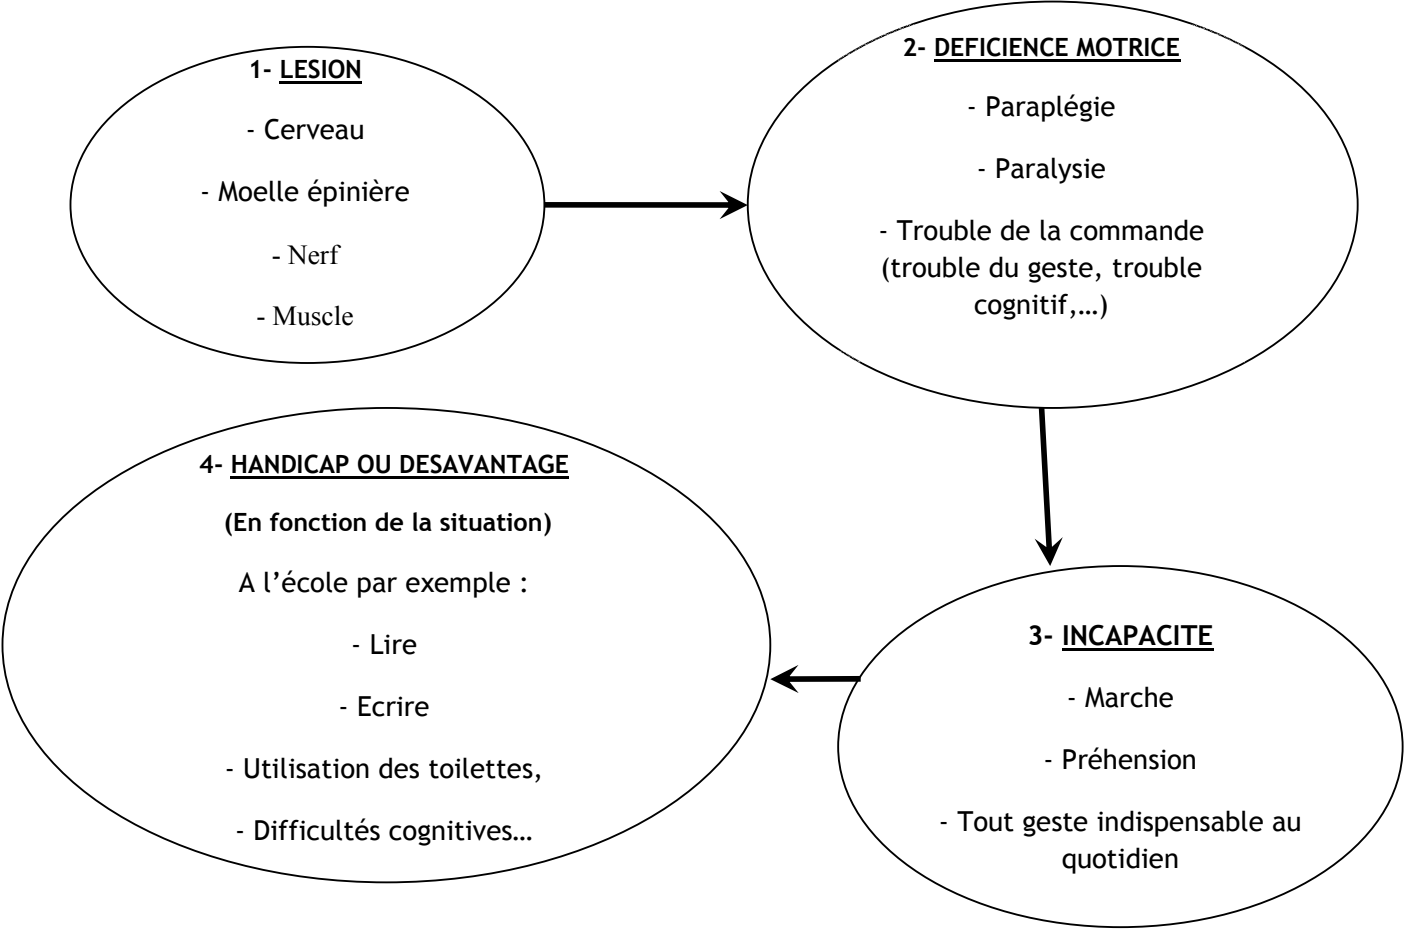 1- LESION
- Cerveau
- Moelle épinière
- Nerf
- Muscle
2- DEFICIENCE MOTRICE
- Paraplégie
- Paralysie
- Trouble de la commande
(trouble du geste, trouble
cognitif,…)
3- INCAPACITE
- Marche
- Préhension
- Tout geste indispensable au
quotidien
4- HANDICAP OU DESAVANTAGE
(En fonction de la situation)
A l’école par exemple :
- Lire
- Ecrire
- Utilisation des toilettes,
- Difficultés cognitives…